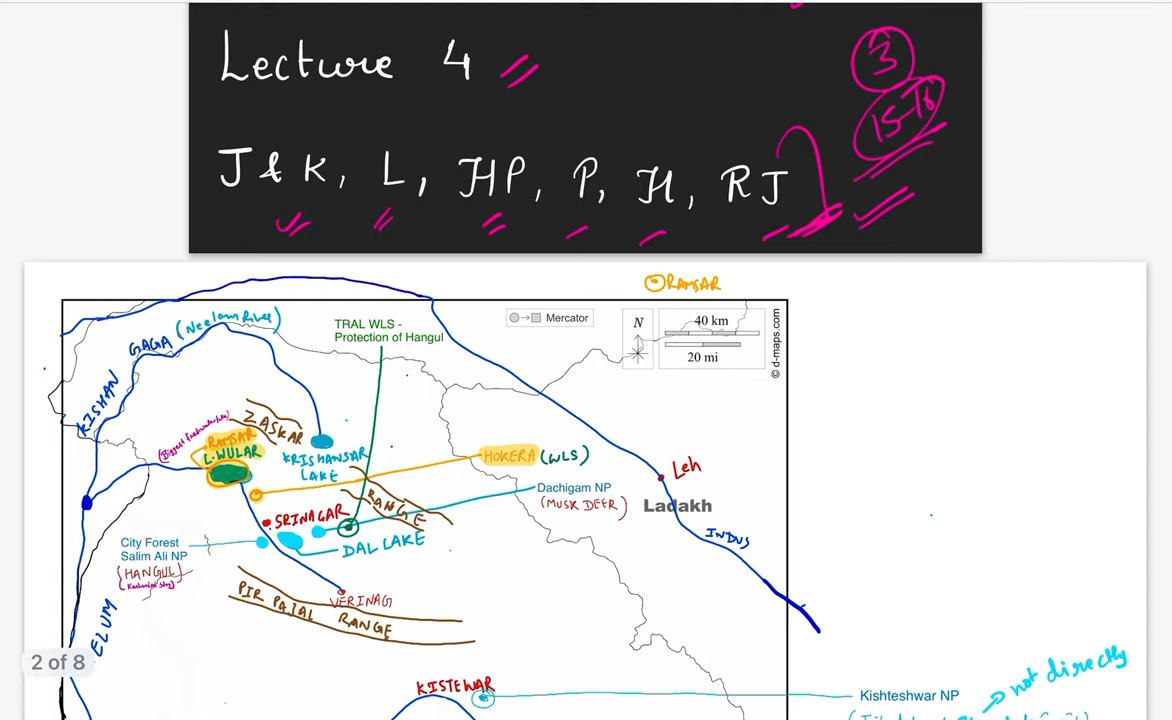 Lecture 4
3
15-16
J & K, L, HP, P, H, RJ
RAMSAR
Mercator
N
40 km
20 mi
© d-maps.com
TRAL WLS -
Protection of Hangul
KISHAN GAGA (Neelam River)
ZASKAR
RANGE
RAMSAR
L.WULAR
KRISHANSAR
LAKE
HOKERA (WLS)
Dachigam NP
(MUSK DEER)
Leh
Ladakh
INDUS
SRINAGAR
DAL LAKE
City Forest
Salim Ali NP
(HANGUL)
VERINAG
PIR PAJAL RANGE
ELUM
2 of 8
KISTEWAR
Kishteshwar NP
not directly